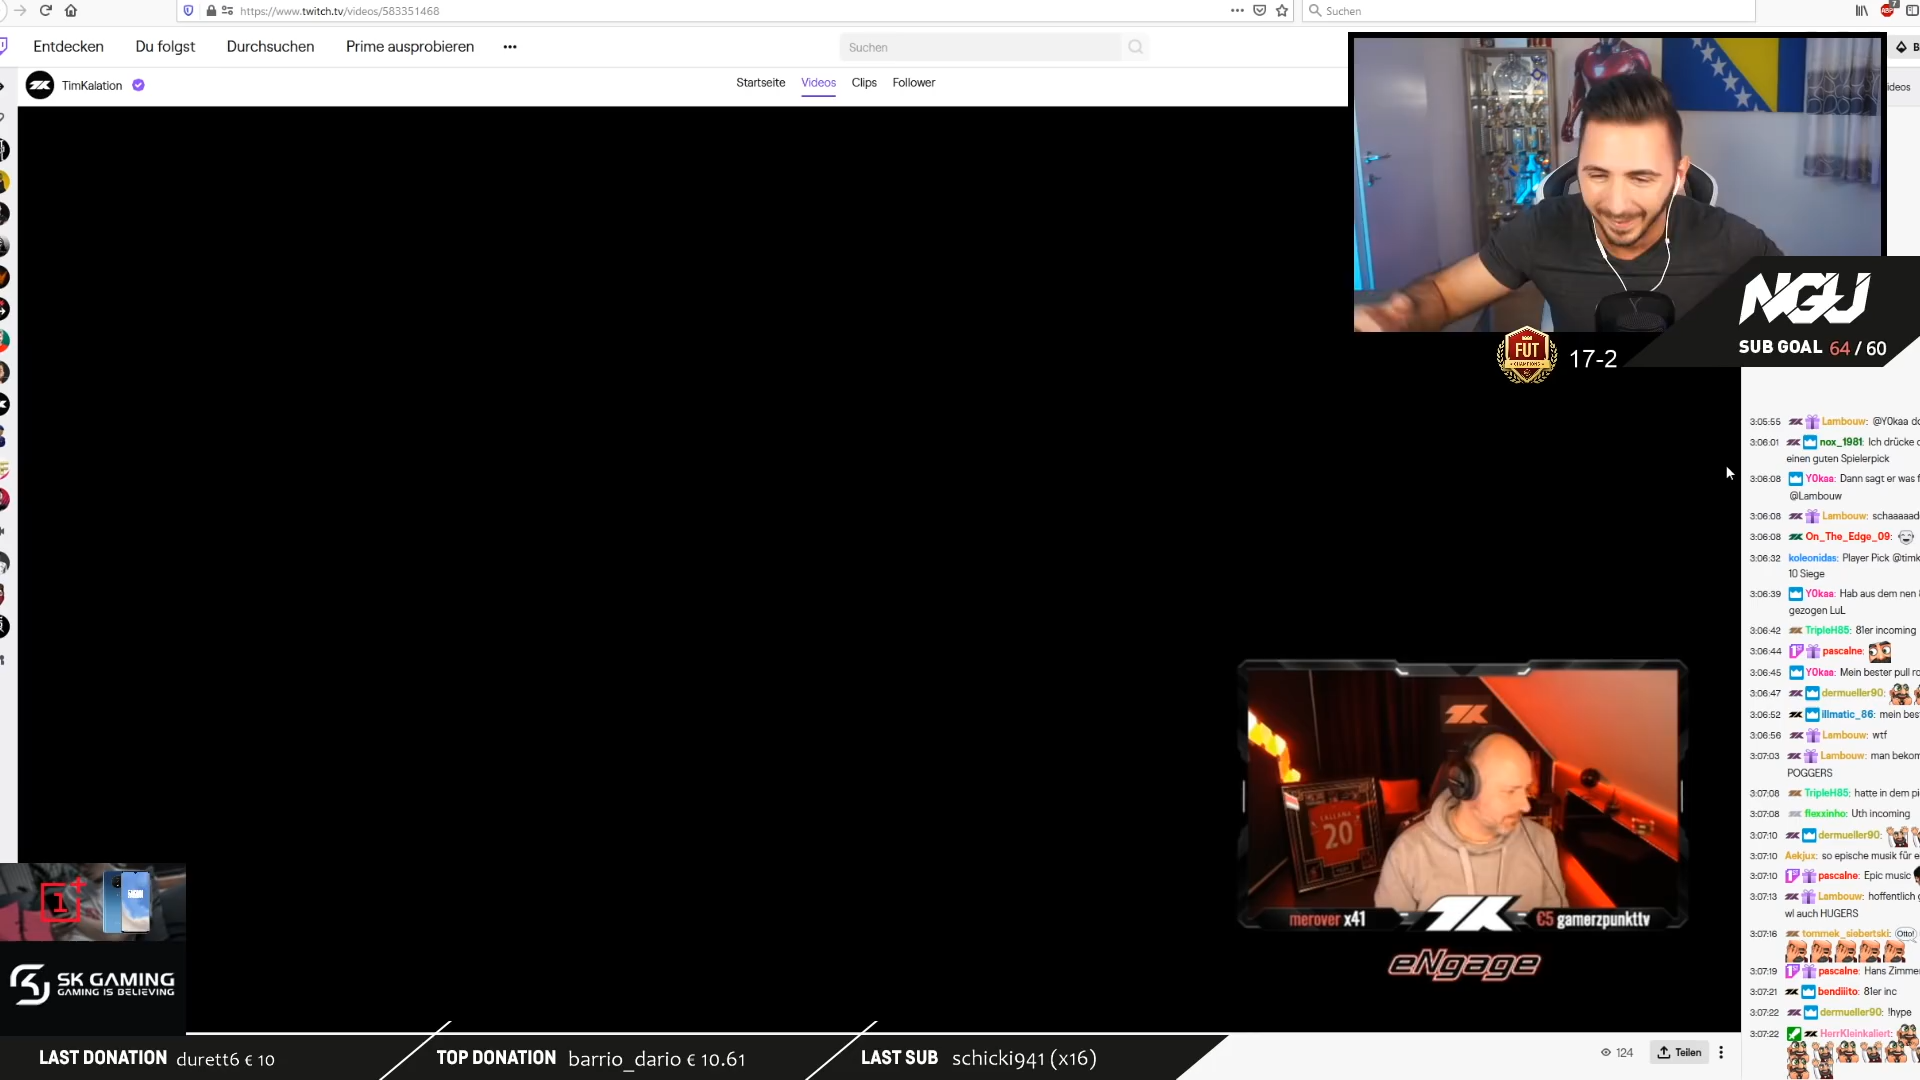 https://www.twitch.tv/videos/583351468
Suchen
Entdecken
Du folgst
Durchsuchen
Prime ausprobieren
Suchen
TimKalation
Startseite
Videos
Clips
Follower
NGU
SUB GOAL 64 / 60
FUT
17-2
3:05:55 Lambouw: @Y0kaa
3:06:01 nox_1981: Ich drücke
einen guten Spielerpick
3:06:08 Y0kaa: Dann sagt er was
@Lambouw
3:06:08 Lambouw: schaaaaad
3:06:08 On_The_Edge_09:
3:06:32 koleonidas: Player Pick @timk
10 Siege
3:06:39 Y0kaa: Hab aus dem nen
gezogen LuL
3:06:42 TripleH85: 81er incoming
3:06:44 pascalne:
3:06:45 Y0kaa: Mein bester pull
3:06:47 dermueller90:
3:06:52 illmatic_86: mein bes
3:06:56 Lambouw: wtf
3:07:03 Lambouw: man bekom
POGGERS
3:07:08 TripleH85: hatte in dem
3:07:08 flexxinho: Uth incoming
3:07:10 dermueller90:
3:07:10 Aekjux: so epische musik für
3:07:10 pascalne: Epic music
3:07:13 Lambouw: hoffentlich
wl auch HUGERS
3:07:16 tommek_siebertski: Otto!
3:07:19 pascalne: Hans Zimme
3:07:21 bendiiito: 81er inc
3:07:22 dermueller90: !hype
3:07:22 HerrKleinkaliert:
LALLANA
20
merover x41
€5 gamerzpunkttv
eNgage
SK GAMING
GAMING IS BELIEVING
LAST DONATION durett6 € 10
TOP DONATION barrio_dario € 10.61
LAST SUB schicki941 (x16)
124
Teilen